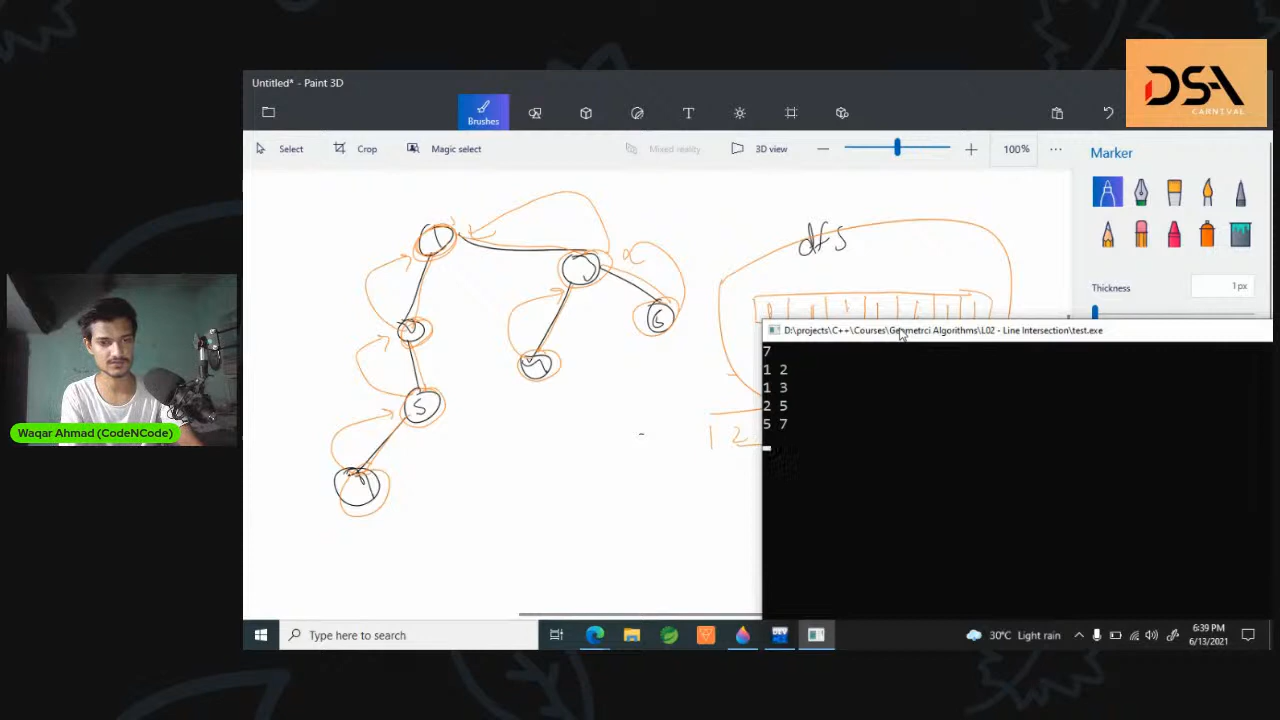 Untitled* - Paint 3D
DSA
CARNIVAL
Brushes
Select
Crop
Magic select
Mixed reality
3D view
100%
Marker
Thickness
1px
dfs
1
5
6
1 2
D:\projects\C++\Courses\Geometrci Algorithms\L02 - Line Intersection\test.exe
7
1 2
1 3
2 5
5 7
Waqar Ahmad (CodeNCode)
Type here to search
30°C Light rain
6:39 PM
6/13/2021